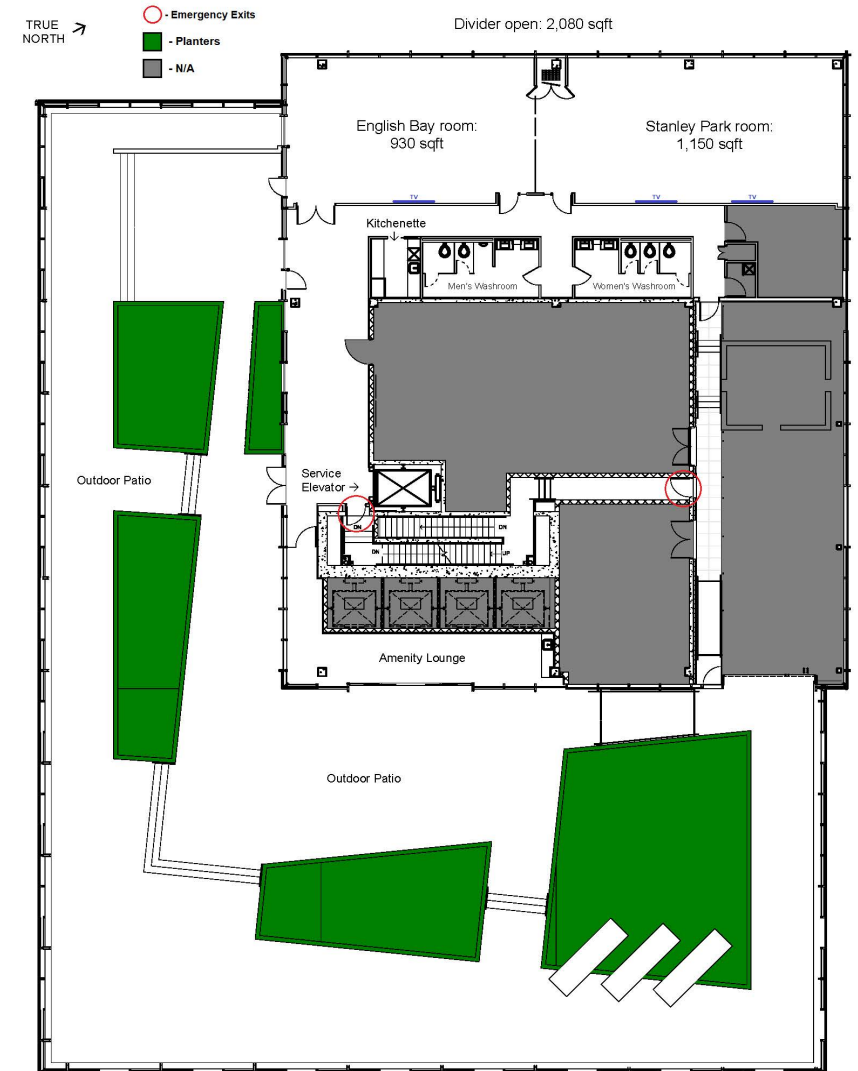 TRUE
NORTH
- Emergency Exits
- Planters
- N/A
Divider open: 2,080 sqft
English Bay room:
930 sqft
Stanley Park room:
1,150 sqft
TV
TV
TV
Kitchenette
Men's Washroom
Women's Washroom
Service
Elevator
Outdoor Patio
DN
DN
DN
UP
Amenity Lounge
Outdoor Patio